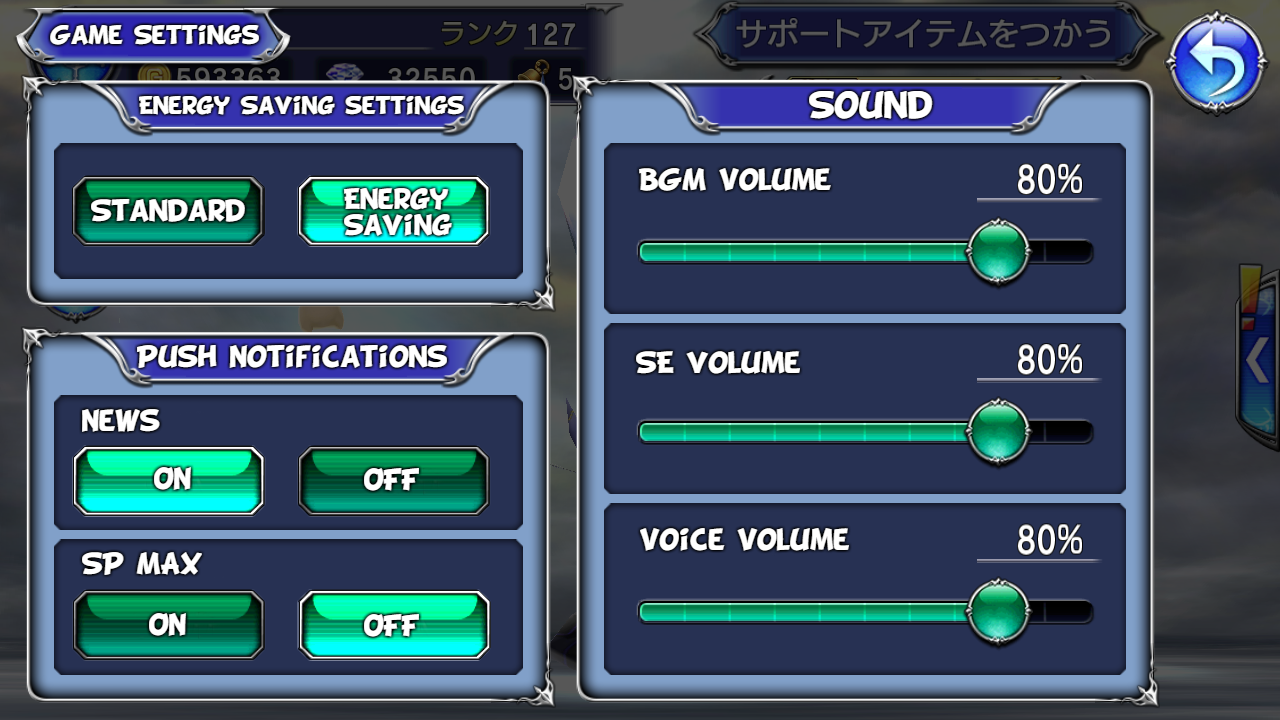 GAME SETTINGS
ランク 127
サポートアイテムをつかう
593363
32550
5
ENERGY SAVING SETTINGS
STANDARD
ENERGY
SAVING
PUSH NOTIFICATIONS
NEWS
ON
OFF
SP MAX
ON
OFF
SOUND
BGM VOLUME
80%
SE VOLUME
80%
VOICE VOLUME
80%